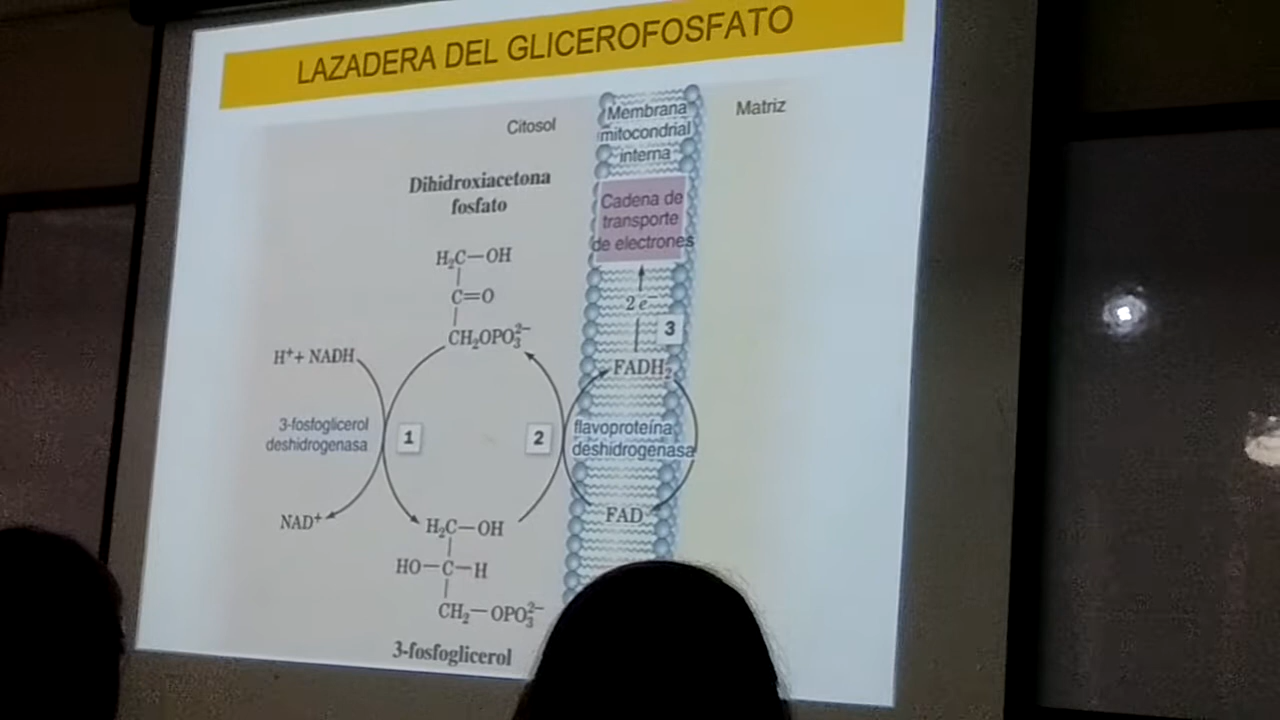 LAZADERA DEL GLICEROFOSFATO
Citosol
Membrana
mitocondrial
interna
Matriz
Dihidroxiacetona
fosfato
Cadena de
transporte
de electrones
H₂C—OH
C=O
CH₂OPO₃²⁻
2 e⁻
3
H⁺+ NADH
FADH₂
3-fosfoglicerol
deshidrogenasa
1
2
flavoproteína
deshidrogenasa
NAD⁺
FAD
H₂C—OH
HO—C—H
CH₂—OPO₃²⁻
3-fosfoglicerol